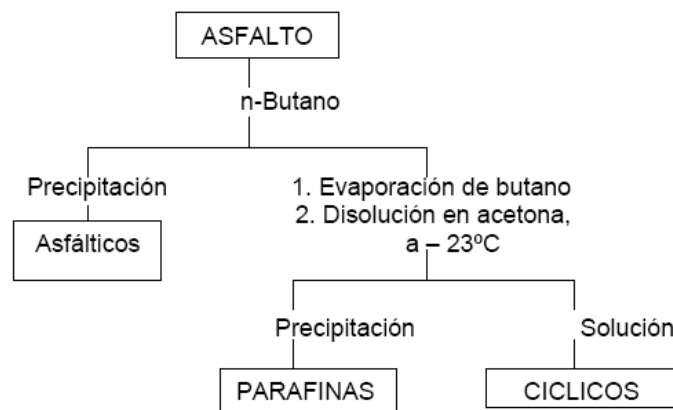 ASFALTO
n-Butano
Precipitación
Asfálticos
1. Evaporación de butano
2. Disolución en acetona,
a – 23ºC
Precipitación
Solución
PARAFINAS
CICLICOS